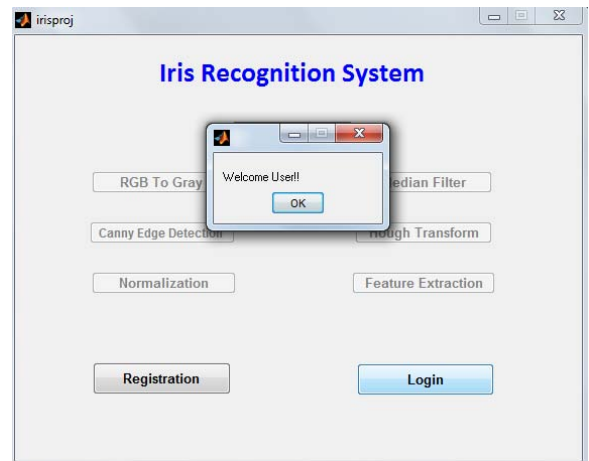 irisproj
Iris Recognition System
Welcome User!!
OK
RGB To Gray
edian Filter
Canny Edge Detection
Hough Transform
Normalization
Feature Extraction
Registration
Login